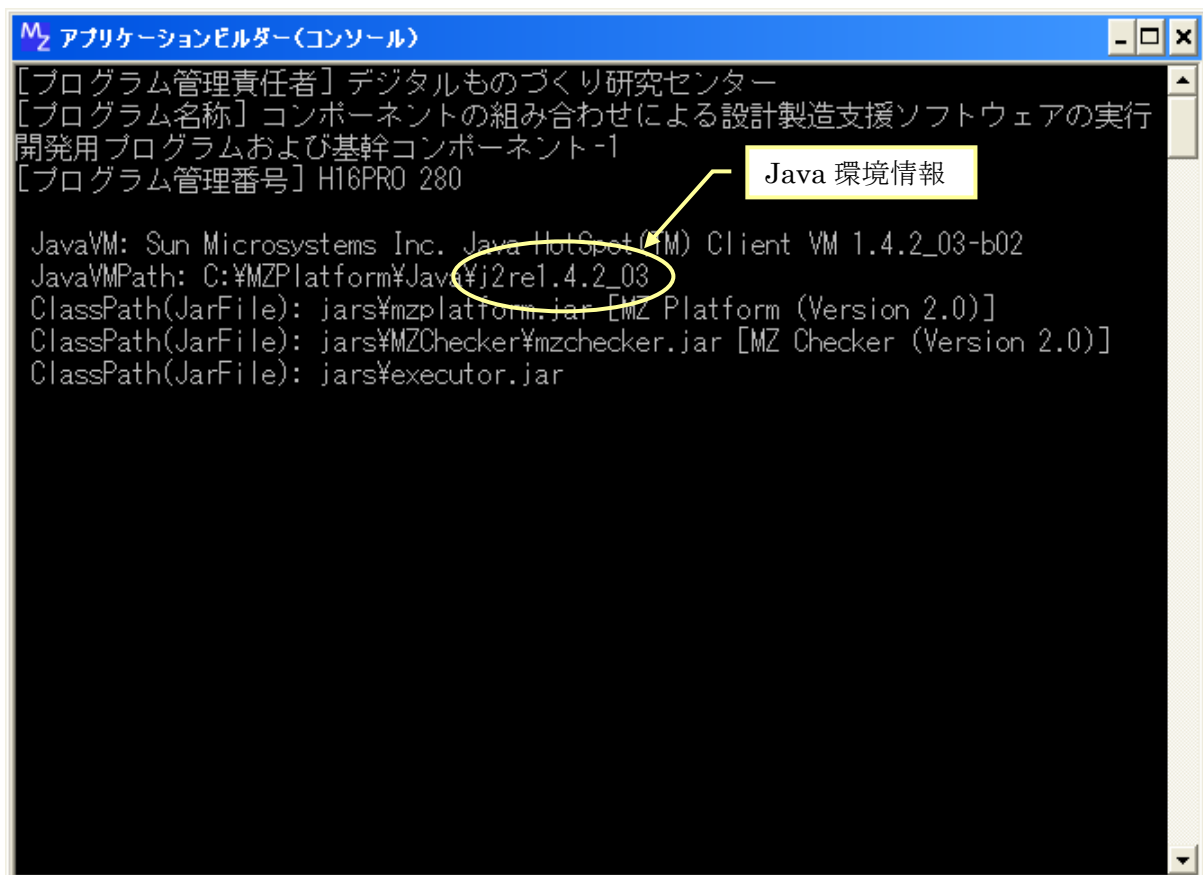 Mz アプリケーションビルダー(コンソール)
[プログラム管理責任者] デジタルものづくり研究センター
[プログラム名称] コンポーネントの組み合わせによる設計製造支援ソフトウェアの実行
開発用プログラムおよび基幹コンポーネント-1
[プログラム管理番号] H16PRO 280
Java 環境情報
JavaVM: Sun Microsystems Inc. Java HotSpot(TM) Client VM 1.4.2_03-b02
JavaVMPath: C:¥MZPlatform¥Java¥j2re1.4.2_03
ClassPath(JarFile): jars¥mzplatform.jar [MZ Platform (Version 2.0)]
ClassPath(JarFile): jars¥MZChecker¥mzchecker.jar [MZ Checker (Version 2.0)]
ClassPath(JarFile): jars¥executor.jar